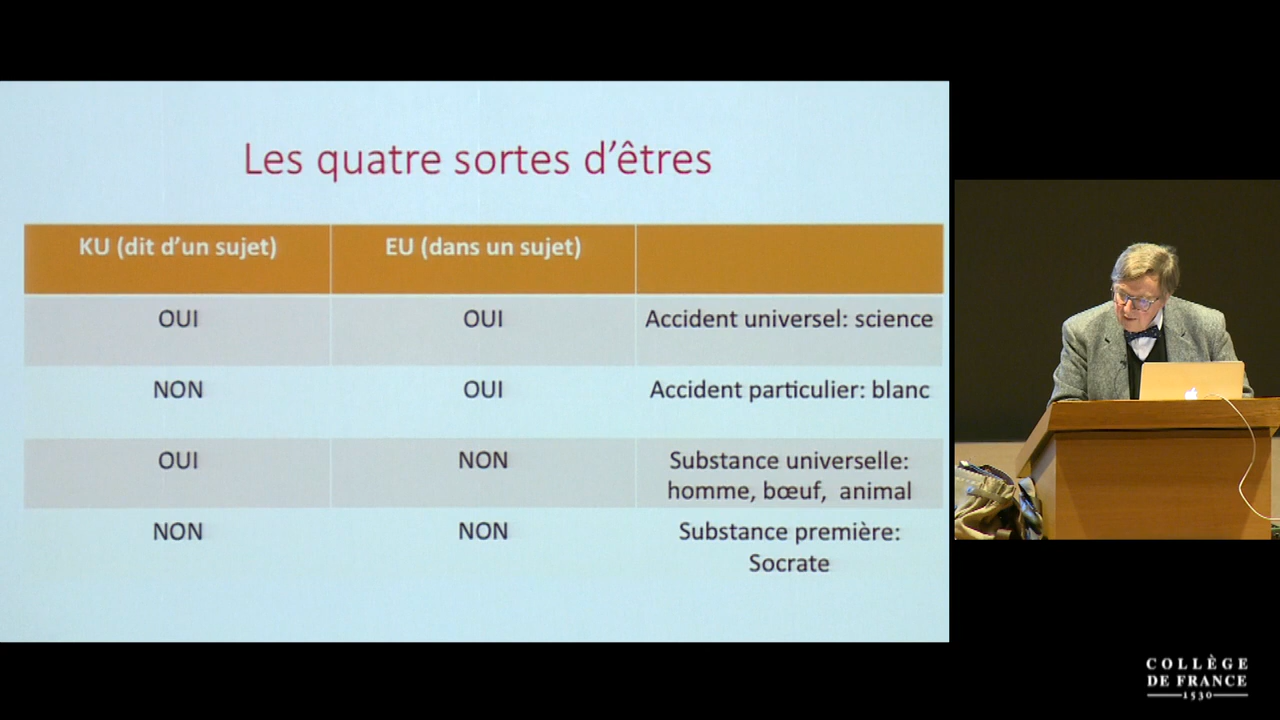 Les quatre sortes d'êtres
KU (dit d'un sujet) EU (dans un sujet)
OUI OUI Accident universel: science
NON OUI Accident particulier: blanc
OUI NON Substance universelle:
homme, bœuf, animal
NON NON Substance première:
Socrate
COLLÈGE
DE FRANCE
1530